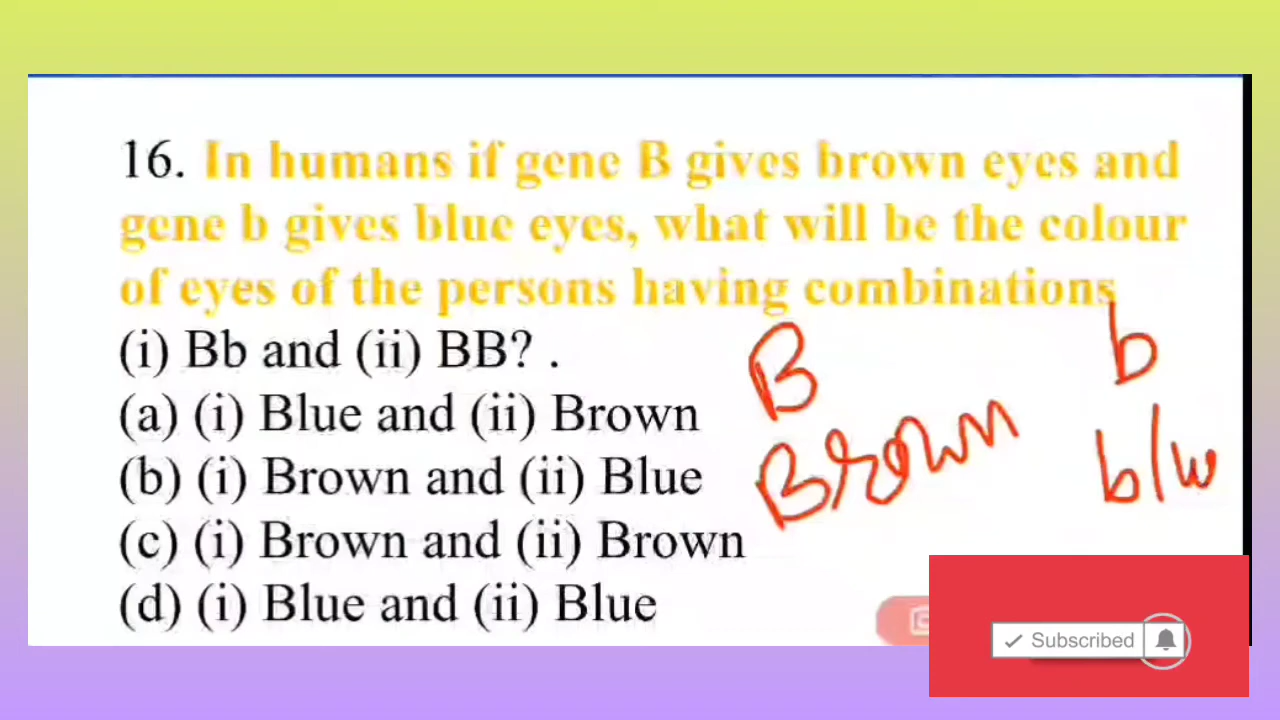 16. In humans if gene B gives brown eyes and
gene b gives blue eyes, what will be the colour
of eyes of the persons having combinations
(i) Bb and (ii) BB? .
(a) (i) Blue and (ii) Brown
(b) (i) Brown and (ii) Blue
(c) (i) Brown and (ii) Brown
(d) (i) Blue and (ii) Blue
B
Brown
b
Subscribed